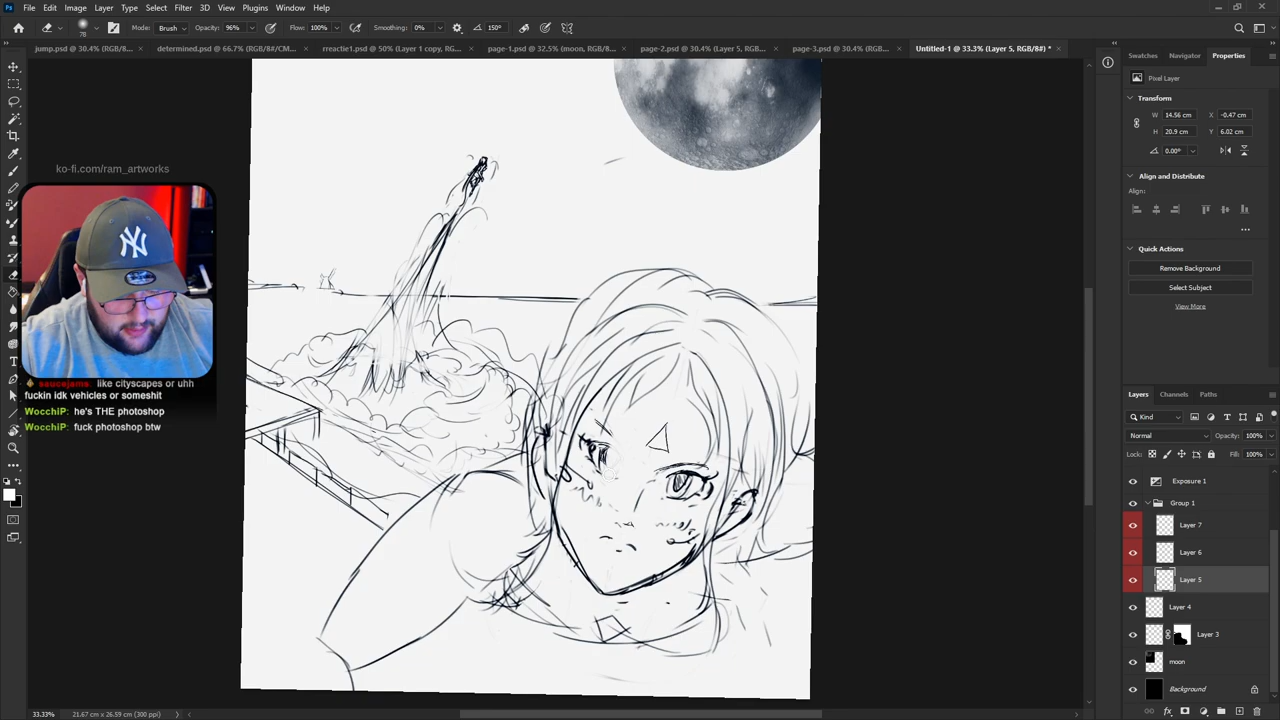 Ps File Edit Image Layer Type Select Filter 3D View Plugins Window Help
78 Mode: Brush Opacity: 96% Flow: 100% Smoothing: 0% 150°
jump.psd @ 30.4% (RGB/8... determined.psd @ 66.7% (RGB/8#/CM... rreactie1.psd @ 50% (Layer 1 copy, RG... page-1.psd @ 32.5% (moon, RGB/8#... page-2.psd @ 30.4% (Layer 5, RGB... page-3.psd @ 30.4% (RGB/... Untitled-1 @ 33.3% (Layer 5, RGB/8#) *
Swatches Navigator Properties
Pixel Layer
Transform
W 14.56 cm X -0.47 cm
H 20.9 cm Y 6.02 cm
0.00°
Align and Distribute
Align:
Quick Actions
Remove Background
Select Subject
View More
ko-fi.com/ram_artworks
NY
saucejams: like cityscapes or uhh
fuckin idk vehicles or someshit
WocchiP: he's THE photoshop
WocchiP: fuck photoshop btw
Layers Channels Paths
Kind
Normal Opacity: 100%
Lock: Fill: 100%
Exposure 1
Group 1
Layer 7
Layer 6
Layer 5
Layer 4
Layer 3
moon
Background
33.33% 21.67 cm x 26.59 cm (300 ppi)